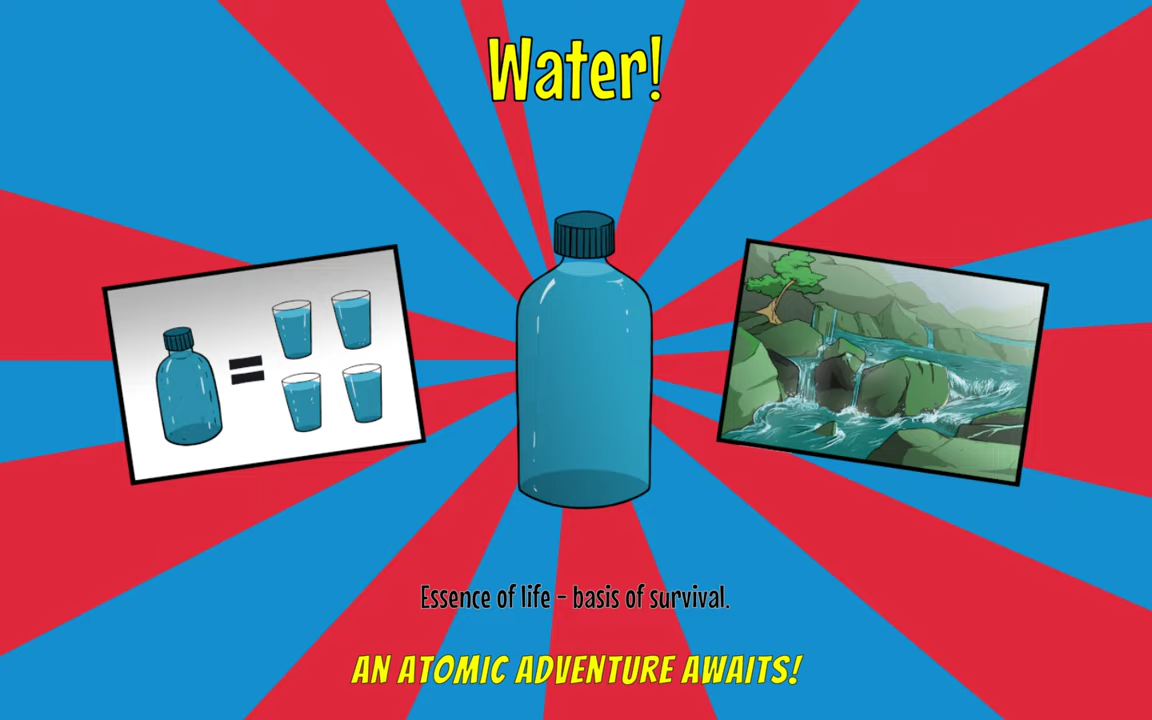 Water!
Essence of life - basis of survival.
AN ATOMIC ADVENTURE AWAITS!